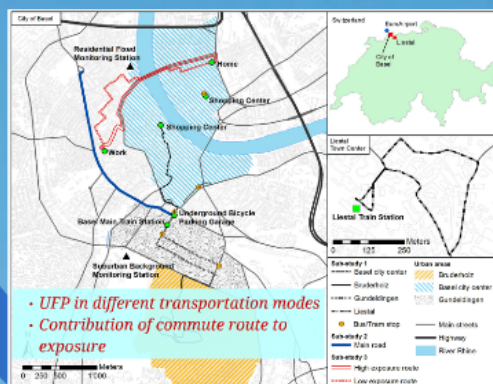 City of Basel
Residential Fixed
Monitoring Station
Home
Shopping Center
Shopping Center
Work
Underground Bicycle
Parking Garage
Basel Main Train Station
Suburban Background
Monitoring Station
• UFP in different transportation modes
• Contribution of commute route to
exposure
Meters
0 250 500 1'000
Switzerland
EuroAirport
Liestal
City of
Basel
Liestal
Town Center
Liestal Train Station
Meters
0 125 250
Sub-study 1
Basel city center
Bruderholz
Gundeldingen
Liestal
Bus/Tram stop
Sub-study 2
Main road
Sub-study 3
High exposure route
Low exposure route
Urban areas
Bruderholz
Basel city center
Gundeldingen
Main streets
Highway
River Rhine